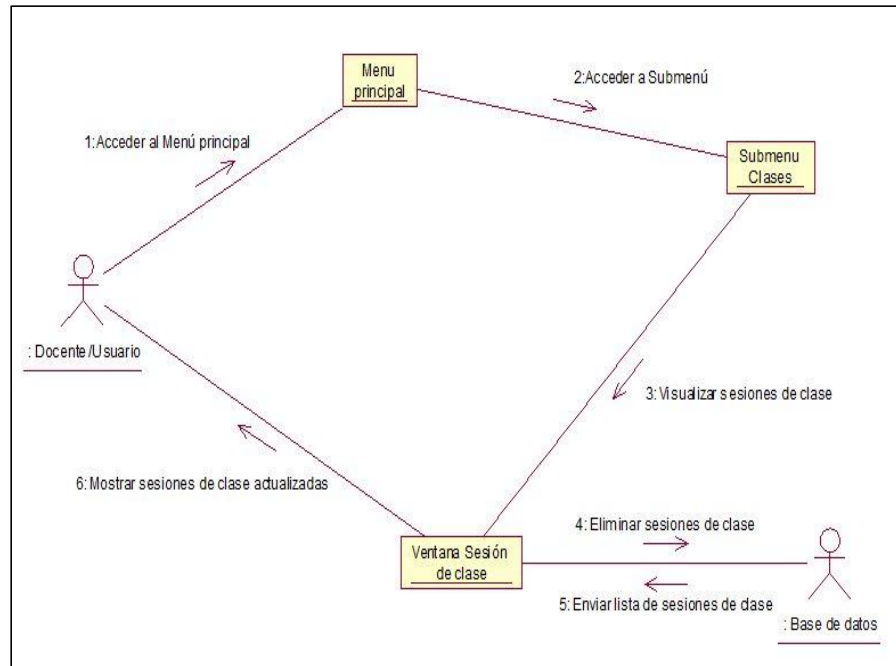 Menu
principal
2:Acceder a Submenú
1:Acceder al Menú principal
Submenu
Clases
: Docente/Usuario
3: Visualizar sesiones de clase
6: Mostrar sesiones de clase actualizadas
4: Eliminar sesiones de clase
Ventana Sesión
de clase
5: Enviar lista de sesiones de clase
: Base de datos